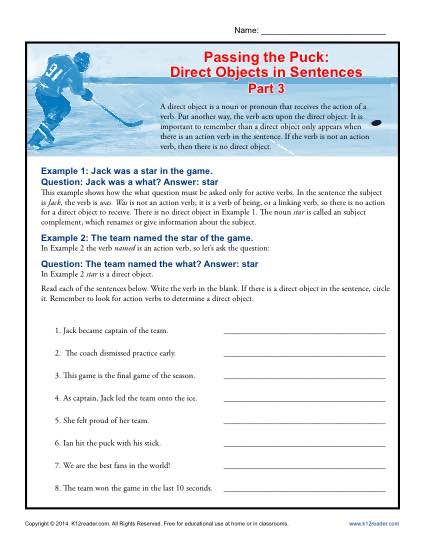 Name:
Passing the Puck:
Direct Objects in Sentences
Part 3
91
A direct object is a noun or pronoun that receives the action of a
verb. Put another way, the verb acts upon the direct object. It is
important to remember than a direct object only appears when
there is an action verb in the sentence. If the verb is not an action
verb, then there is no direct object.
Example 1: Jack was a star in the game.
Question: Jack was a what? Answer: star
This example shows how the what question must be asked only for active verbs. In the sentence the subject
is Jack, the verb is was. Was is not an action verb; it is a verb of being, or a linking verb, so there is no action
for a direct object to receive. There is no direct object in Example 1. The noun star is called an subject
complement, which renames or give information about the subject.
Example 2: The team named the star of the game.
In Example 2 the verb named is an action verb, so let's ask the question:
Question: The team named the what? Answer: star
In Example 2 star is a direct object.
Read each of the sentences below. Write the verb in the blank. If there is a direct object in the sentence, circle
it. Remember to look for action verbs to determine a direct object.
1. Jack became captain of the team.
2. The coach dismissed practice early.
3. This game is the final game of the season.
4. As captain, Jack led the team onto the ice.
5. She felt proud of her team.
6. Ian hit the puck with his stick.
7. We are the best fans in the world!
8. The team won the game in the last 10 seconds.
Copyright © 2014 K12reader.com. All Rights Reserved. Free for educational use at home or in classrooms. www.k12reader.com